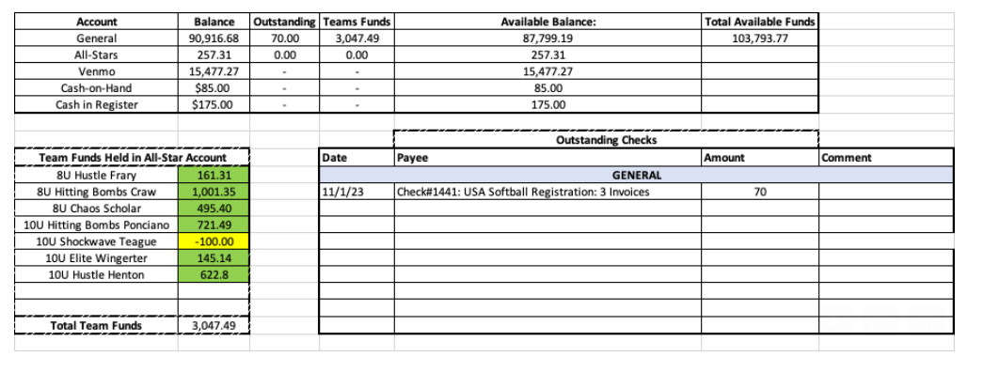 Account Balance Outstanding Teams Funds Available Balance: Total Available Funds
General 90,916.68 70.00 3,047.49 87,799.19 103,793.77
All-Stars 257.31 0.00 0.00 257.31
Venmo 15,477.27 - - 15,477.27
Cash-on-Hand $85.00 - - 85.00
Cash in Register $175.00 - - 175.00
Outstanding Checks
Team Funds Held in All-Star Account Date Payee Amount Comment
8U Hustle Frary 161.31 GENERAL
8U Hitting Bombs Craw 1,001.35 11/1/23 Check#1441: USA Softball Registration: 3 Invoices 70
8U Chaos Scholar 495.40
10U Hitting Bombs Ponciano 721.49
10U Shockwave Teague -100.00
10U Elite Wingerter 145.14
10U Hustle Henton 622.8
Total Team Funds 3,047.49